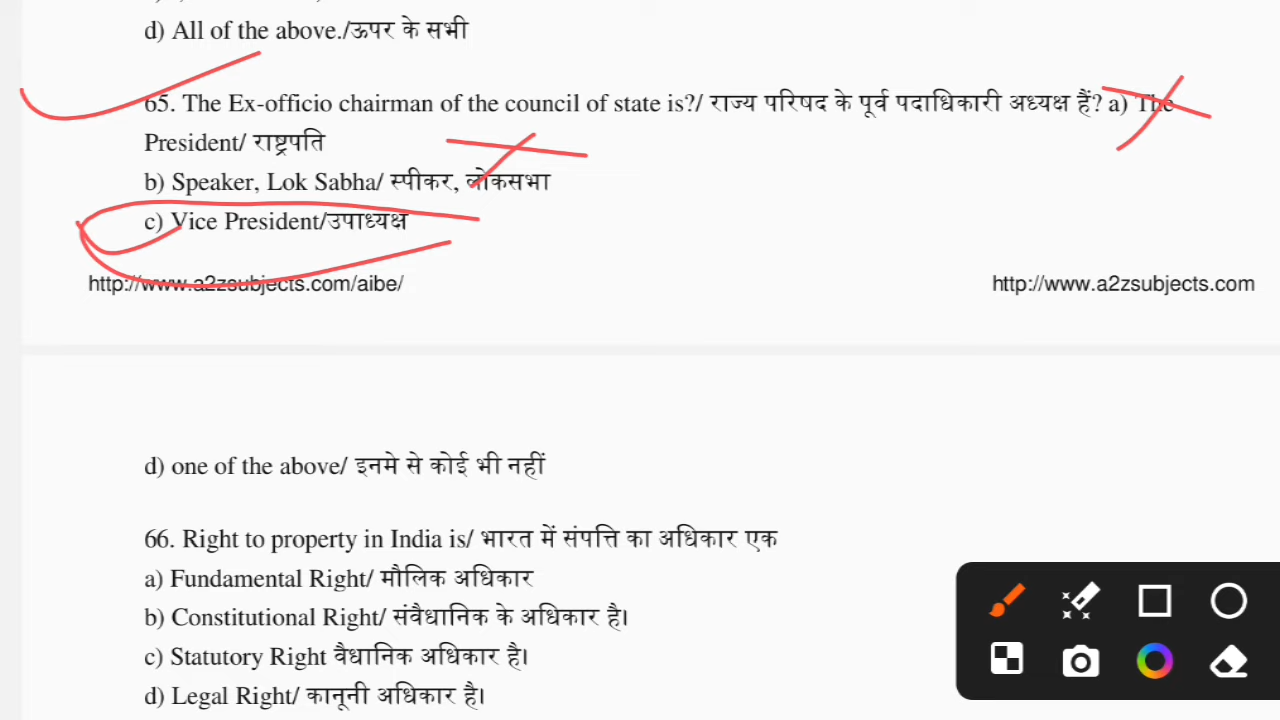 d) All of the above./ऊपर के सभी
65. The Ex-officio chairman of the council of state is?/ राज्य परिषद के पूर्व पदाधिकारी अध्यक्ष हैं? a) The
President/ राष्ट्रपति
b) Speaker, Lok Sabha/ स्पीकर, लोकसभा
c) Vice President/उपाध्यक्ष
http://www.a2zsubjects.com/aibe/ http://www.a2zsubjects.com
d) one of the above/ इनमे से कोई भी नहीं
66. Right to property in India is/ भारत में संपत्ति का अधिकार एक
a) Fundamental Right/ मौलिक अधिकार
b) Constitutional Right/ संवैधानिक के अधिकार है।
c) Statutory Right वैधानिक अधिकार है।
d) Legal Right/ कानूनी अधिकार है।